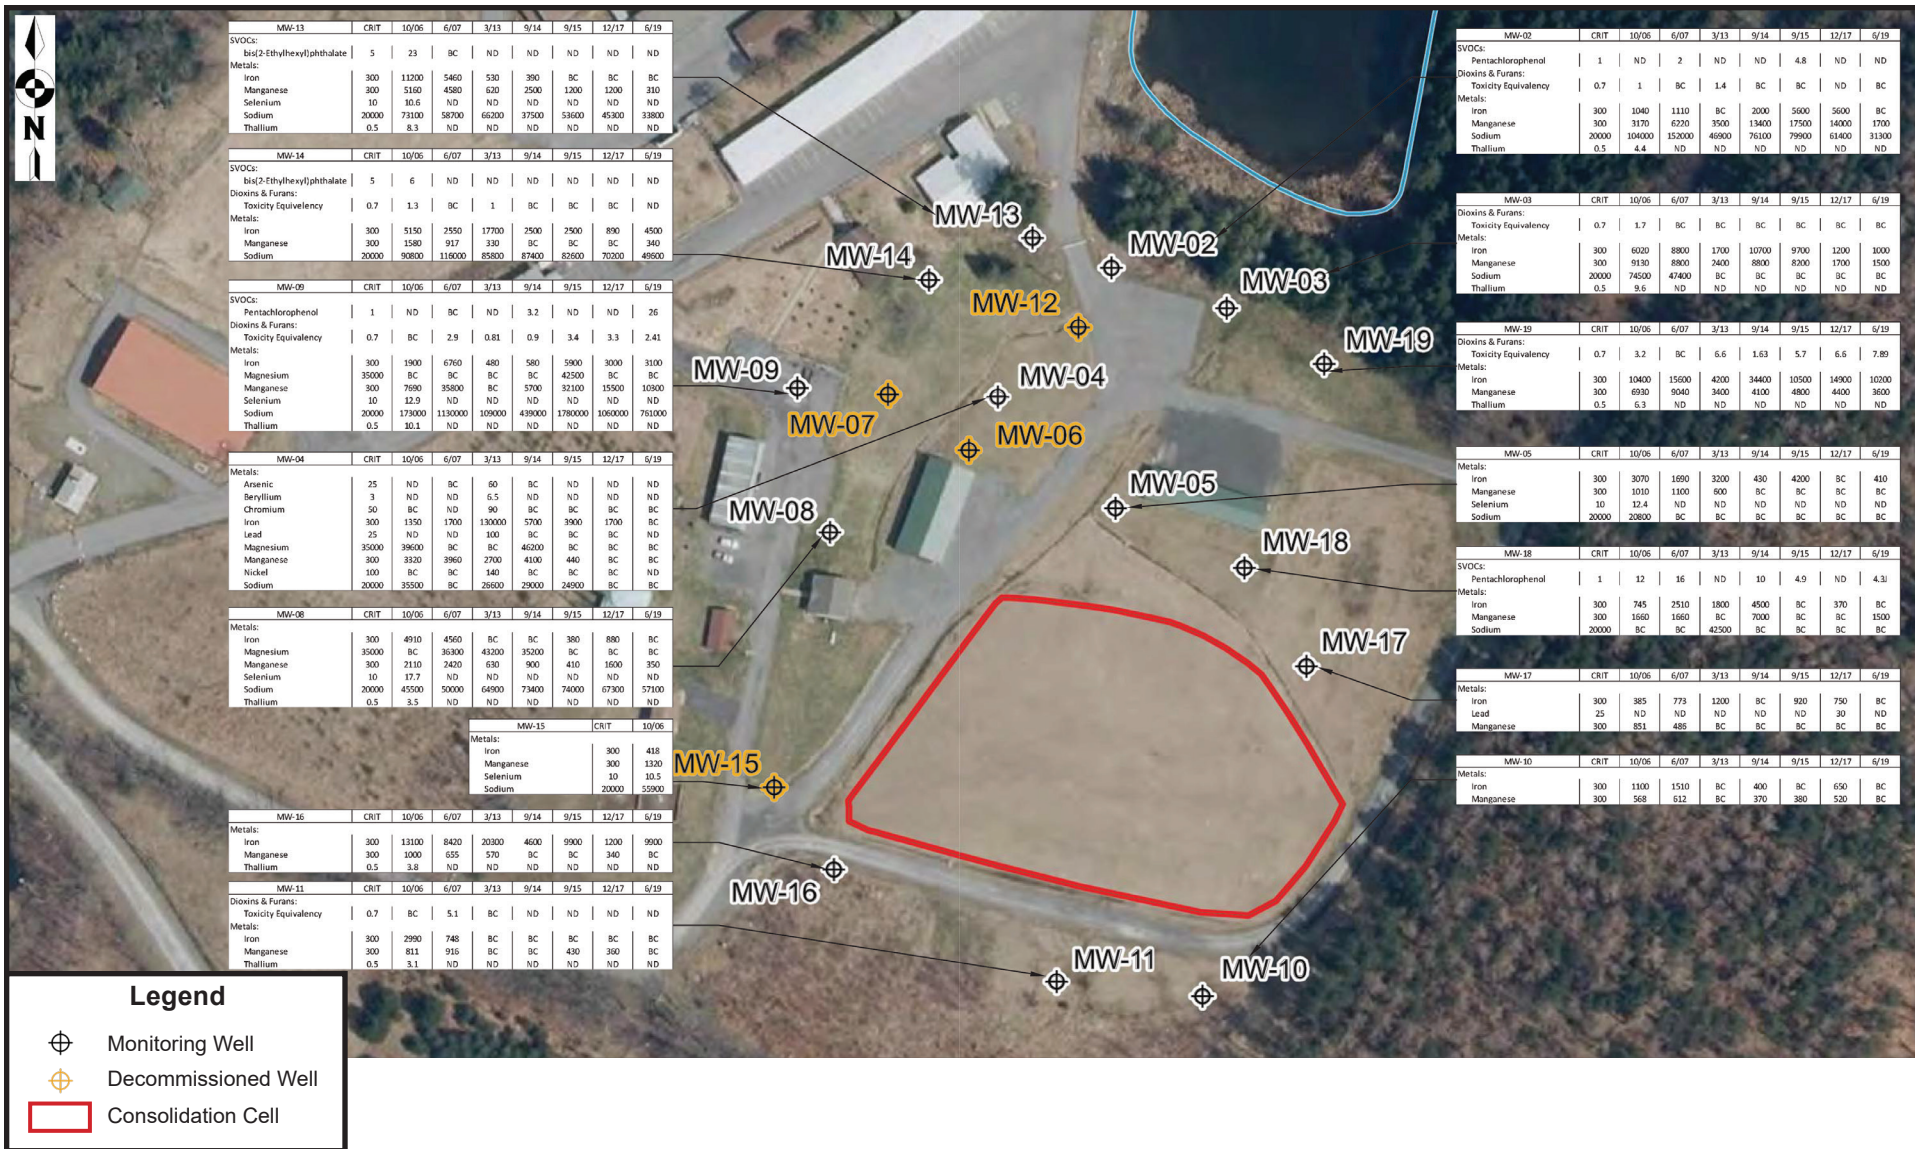 N
MW-13 CRIT 10/06 6/07 3/13 9/14 9/15 12/17 6/19
SVOCs:
bis(2-Ethylhexyl)phthalate 5 23 BC ND ND ND ND ND
Metals:
Iron 300 11200 5460 530 390 BC BC BC
Manganese 300 5160 4580 620 2500 1200 1200 310
Selenium 10 10.6 ND ND ND ND ND ND
Sodium 20000 73100 58700 66200 37500 53600 45300 33800
Thallium 0.5 8.3 ND ND ND ND ND ND
MW-14 CRIT 10/06 6/07 3/13 9/14 9/15 12/17 6/19
SVOCs:
bis(2-Ethylhexyl)phthalate 5 6 ND ND ND ND ND ND
Dioxins & Furans:
Toxicity Equivelency 0.7 1.3 BC 1 BC BC BC ND
Metals:
Iron 300 5150 2550 17700 2500 2500 890 4500
Manganese 300 1580 917 330 BC BC BC 340
Sodium 20000 90800 116000 85800 87400 82600 70200 49600
MW-09 CRIT 10/06 6/07 3/13 9/14 9/15 12/17 6/19
SVOCs:
Pentachlorophenol 1 ND BC ND 3.2 ND ND 26
Dioxins & Furans:
Toxicity Equivalency 0.7 BC 2.9 0.81 0.9 3.4 3.3 2.41
Metals:
Iron 300 1900 6760 480 580 5900 3000 3100
Magnesium 35000 BC BC BC BC 42500 BC BC
Manganese 300 7690 35800 BC 5700 32100 15500 10300
Selenium 10 12.9 ND ND ND ND ND ND
Sodium 20000 173000 1130000 109000 439000 1780000 1060000 761000
Thallium 0.5 10.1 ND ND ND ND ND ND
MW-04 CRIT 10/06 6/07 3/13 9/14 9/15 12/17 6/19
Metals:
Arsenic 25 ND BC 60 BC ND ND ND
Beryllium 3 ND ND 6.5 ND ND ND ND
Chromium 50 BC ND 90 BC BC BC BC
Iron 300 1350 1700 130000 5700 3900 1700 BC
Lead 25 ND ND 100 BC BC BC ND
Magnesium 35000 39600 BC BC 46200 BC BC BC
Manganese 300 3320 3960 2700 4100 440 BC BC
Nickel 100 BC BC 140 BC BC BC ND
Sodium 20000 35500 BC 26600 29000 24900 BC BC
MW-08 CRIT 10/06 6/07 3/13 9/14 9/15 12/17 6/19
Metals:
Iron 300 4910 4560 BC BC 380 880 BC
Magnesium 35000 BC 36300 43200 35200 BC BC BC
Manganese 300 2110 2420 630 900 410 1600 350
Selenium 10 17.7 ND ND ND ND ND ND
Sodium 20000 45500 50000 64900 73400 74000 67300 57100
Thallium 0.5 3.5 ND ND ND ND ND ND
MW-15 CRIT 10/06
Metals:
Iron 300 418
Manganese 300 1320
Selenium 10 10.5
Sodium 20000 55900
MW-16 CRIT 10/06 6/07 3/13 9/14 9/15 12/17 6/19
Metals:
Iron 300 13100 8420 20300 4600 9900 1200 9900
Manganese 300 1000 655 570 BC BC 340 BC
Thallium 0.5 3.8 ND ND ND ND ND ND
MW-11 CRIT 10/06 6/07 3/13 9/14 9/15 12/17 6/19
Dioxins & Furans:
Toxicity Equivalency 0.7 BC 5.1 BC ND ND ND ND
Metals:
Iron 300 2990 748 BC BC BC BC BC
Manganese 300 811 916 BC BC 430 360 BC
Thallium 0.5 3.1 ND ND ND ND ND ND
MW-13
MW-02
MW-14
MW-03
MW-12
MW-19
MW-09
MW-04
MW-07
MW-06
MW-05
MW-08
MW-18
MW-17
MW-15
MW-16
MW-11
MW-10
MW-02 CRIT 10/06 6/07 3/13 9/14 9/15 12/17 6/19
SVOCs:
Pentachlorophenol 1 ND 2 ND ND 4.8 ND ND
Dioxins & Furans:
Toxicity Equivalency 0.7 1 BC 1.4 BC BC ND BC
Metals:
Iron 300 1040 1110 BC 2000 5600 5600 BC
Manganese 300 3170 6220 3500 13400 17500 14000 1700
Sodium 20000 104000 152000 46900 76100 79900 61400 31300
Thallium 0.5 4.4 ND ND ND ND ND ND
MW-03 CRIT 10/06 6/07 3/13 9/14 9/15 12/17 6/19
Dioxins & Furans:
Toxicity Equivalency 0.7 1.7 BC BC BC BC BC BC
Metals:
Iron 300 6020 8800 1700 10700 9700 1200 1000
Manganese 300 9130 8800 2400 8800 8200 1700 1500
Sodium 20000 74500 47400 BC BC BC BC BC
Thallium 0.5 9.6 ND ND ND ND ND ND
MW-19 CRIT 10/06 6/07 3/13 9/14 9/15 12/17 6/19
Dioxins & Furans:
Toxicity Equivalency 0.7 3.2 BC 6.6 1.63 5.7 6.6 7.89
Metals:
Iron 300 10400 15600 4200 34400 10500 14900 10200
Manganese 300 6930 9040 3400 4100 4800 4400 3600
Thallium 0.5 6.3 ND ND ND ND ND ND
MW-05 CRIT 10/06 6/07 3/13 9/14 9/15 12/17 6/19
Metals:
Iron 300 3070 1690 3200 430 4200 BC 410
Manganese 300 1010 1100 600 BC BC BC BC
Selenium 10 12.4 ND ND ND ND ND ND
Sodium 20000 20800 BC BC BC BC BC BC
MW-18 CRIT 10/06 6/07 3/13 9/14 9/15 12/17 6/19
SVOCs:
Pentachlorophenol 1 12 16 ND 10 4.9 ND 4.3J
Metals:
Iron 300 745 2510 1800 4500 BC 370 BC
Manganese 300 1660 1660 BC 7000 BC BC 1500
Sodium 20000 BC BC 42500 BC BC BC BC
MW-17 CRIT 10/06 6/07 3/13 9/14 9/15 12/17 6/19
Metals:
Iron 300 385 773 1200 BC 920 750 BC
Lead 25 ND ND ND ND ND 30 ND
Manganese 300 851 486 BC BC BC BC BC
MW-10 CRIT 10/06 6/07 3/13 9/14 9/15 12/17 6/19
Metals:
Iron 300 1100 1510 BC 400 BC 650 BC
Manganese 300 568 612 BC 370 380 520 BC
Legend
Monitoring Well
Decommissioned Well
Consolidation Cell